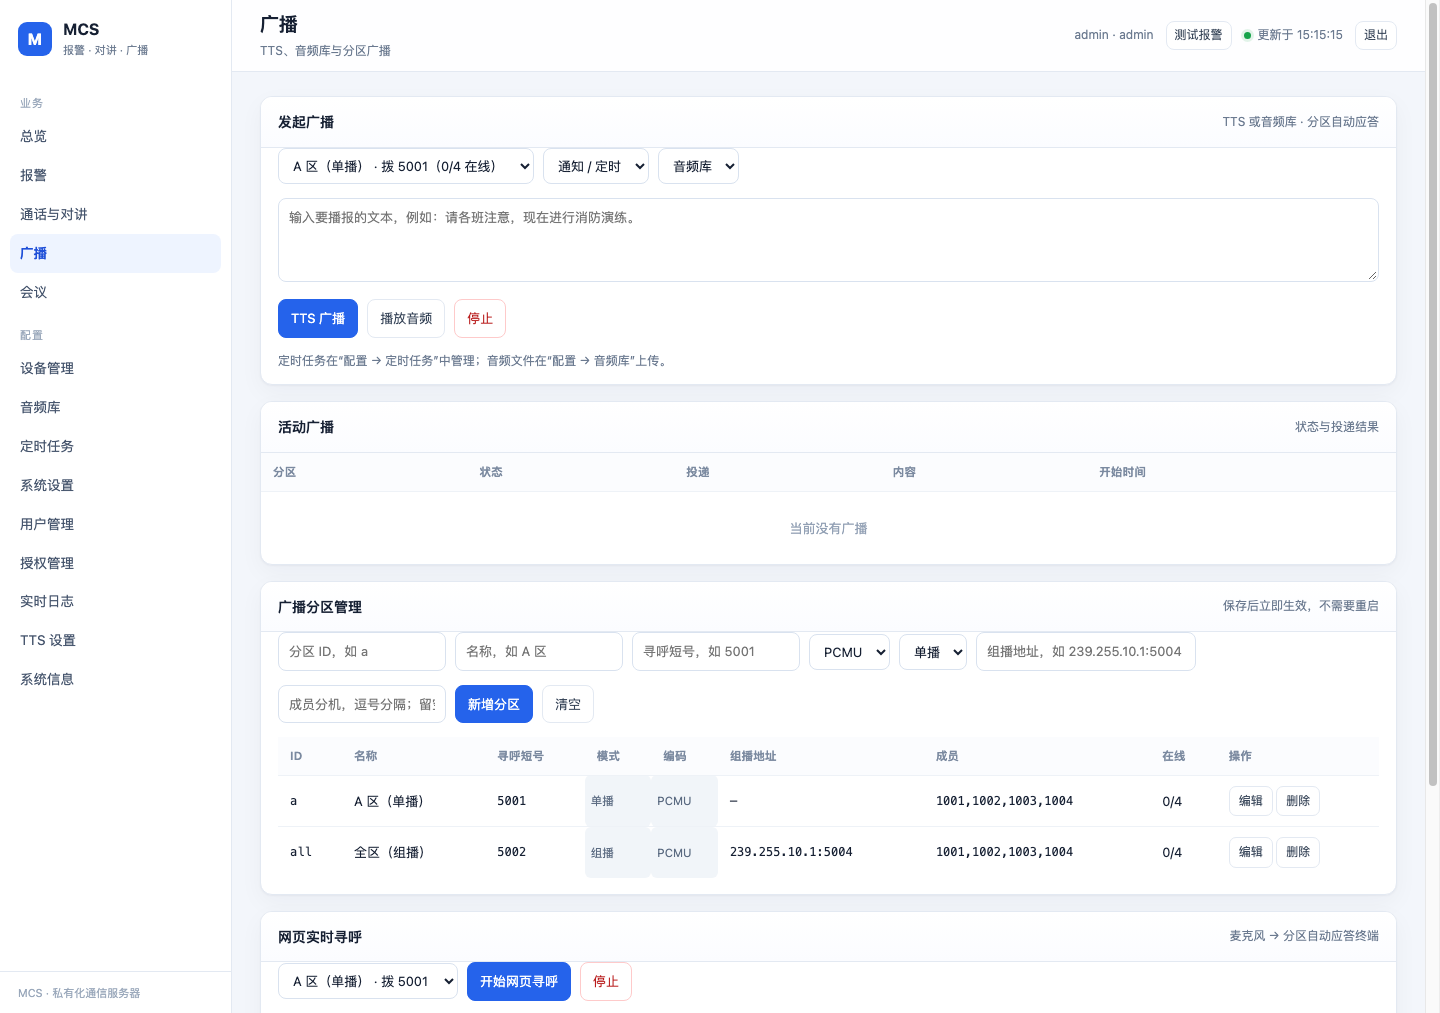 M
MCS
报警 · 对讲 · 广播
业务
总览
报警
通话与对讲
广播
会议
配置
设备管理
音频库
定时任务
系统设置
用户管理
授权管理
实时日志
TTS 设置
系统信息
MCS · 私有化通信服务器
广播
TTS、音频库与分区广播
admin · admin
测试报警
更新于 15:15:15
退出
发起广播
TTS 或音频库 · 分区自动应答
A 区（单播） · 拨 5001（0/4 在线）
通知 / 定时
音频库
输入要播报的文本，例如：请各班注意，现在进行消防演练。
TTS 广播
播放音频
停止
定时任务在“配置 → 定时任务”中管理；音频文件在“配置 → 音频库”上传。
活动广播
状态与投递结果
分区 状态 投递 内容 开始时间
当前没有广播
广播分区管理
保存后立即生效，不需要重启
分区 ID，如 a
名称，如 A 区
寻呼短号，如 5001
PCMU
单播
组播地址，如 239.255.10.1:5004
成员分机，逗号分隔；留
新增分区
清空
ID 名称 寻呼短号 模式 编码 组播地址 成员 在线 操作
a A 区（单播） 5001 单播 PCMU — 1001,1002,1003,1004 0/4 编辑 删除
all 全区（组播） 5002 组播 PCMU 239.255.10.1:5004 1001,1002,1003,1004 0/4 编辑 删除
网页实时寻呼
麦克风 → 分区自动应答终端
A 区（单播） · 拨 5001
开始网页寻呼
停止